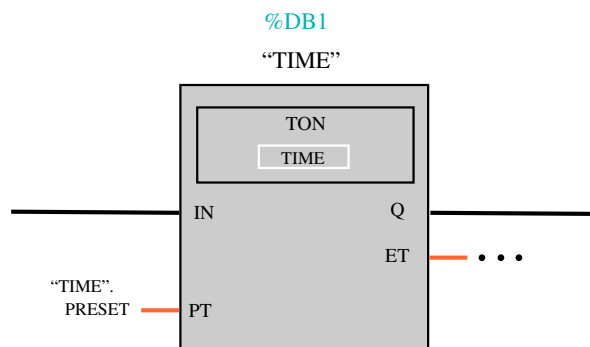 %DB1
“TIME”
TON
TIME
IN
Q
ET
“TIME”.
PRESET
PT